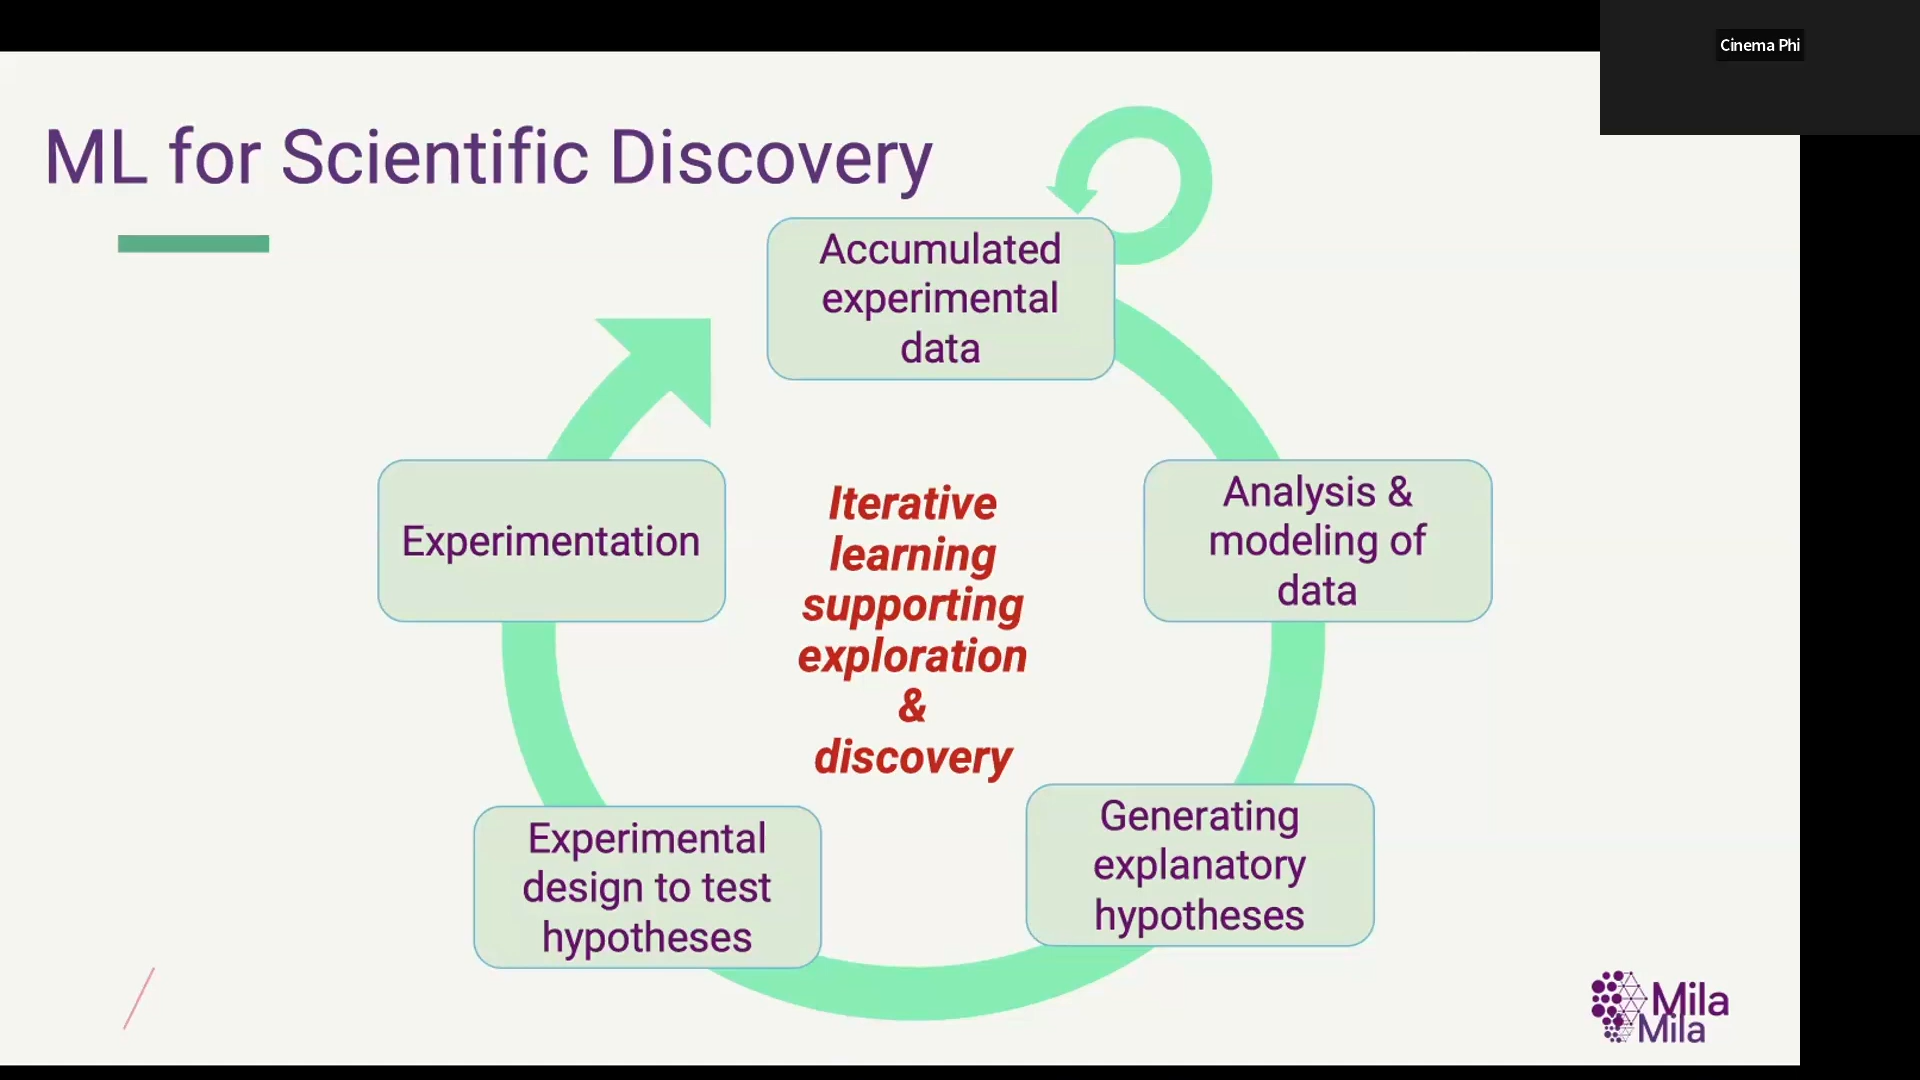 Cinema Phi
ML for Scientific Discovery
Accumulated
experimental
data
Analysis &
modeling of
data
Generating
explanatory
hypotheses
Experimental
design to test
hypotheses
Experimentation
Iterative
learning
supporting
exploration
&
discovery
Mila
Mila